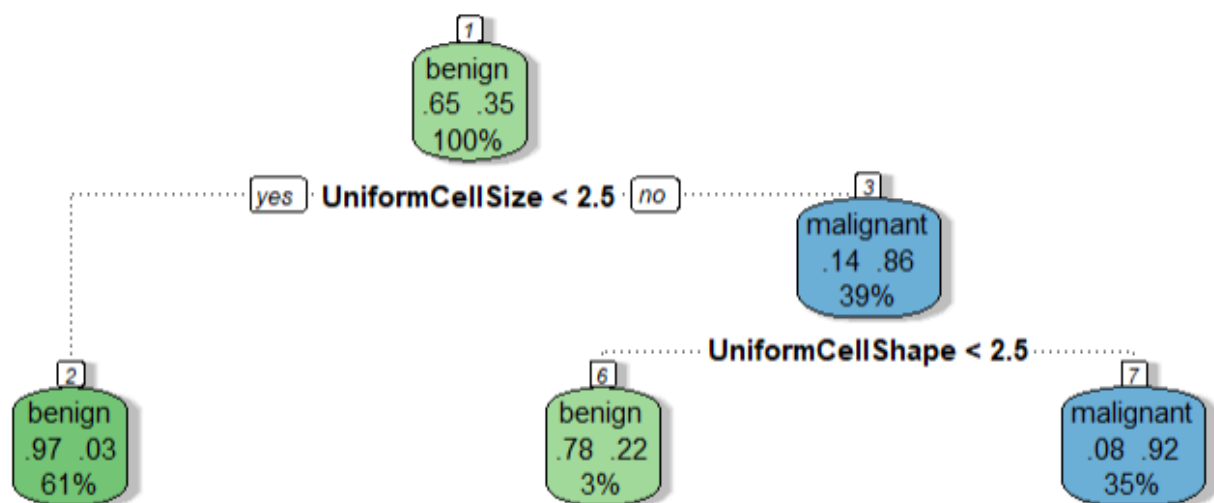 1
benign
.65 .35
100%
yes UniformCellSize < 2.5 no
3
malignant
.14 .86
39%
UniformCellShape < 2.5
2
benign
.97 .03
61%
6
benign
.78 .22
3%
7
malignant
.08 .92
35%